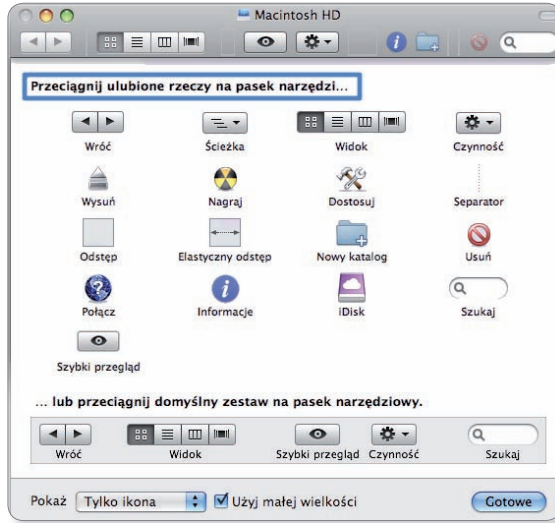 Macintosh HD
Przeciągnij ulubione rzeczy na pasek narzędzi...
Wróć Ścieżka Widok Czynność
Wysuń Nagraj Dostosuj Separator
Odstęp Elastyczny odstęp Nowy katalog Usuń
Połącz Informacje iDisk Szukaj
Szybki przegląd
... lub przeciągnij domyślny zestaw na pasek narzędziowy.
Wróć Widok Szybki przegląd Czynność Szukaj
Pokaż Tylko ikona Użyj małej wielkości Gotowe